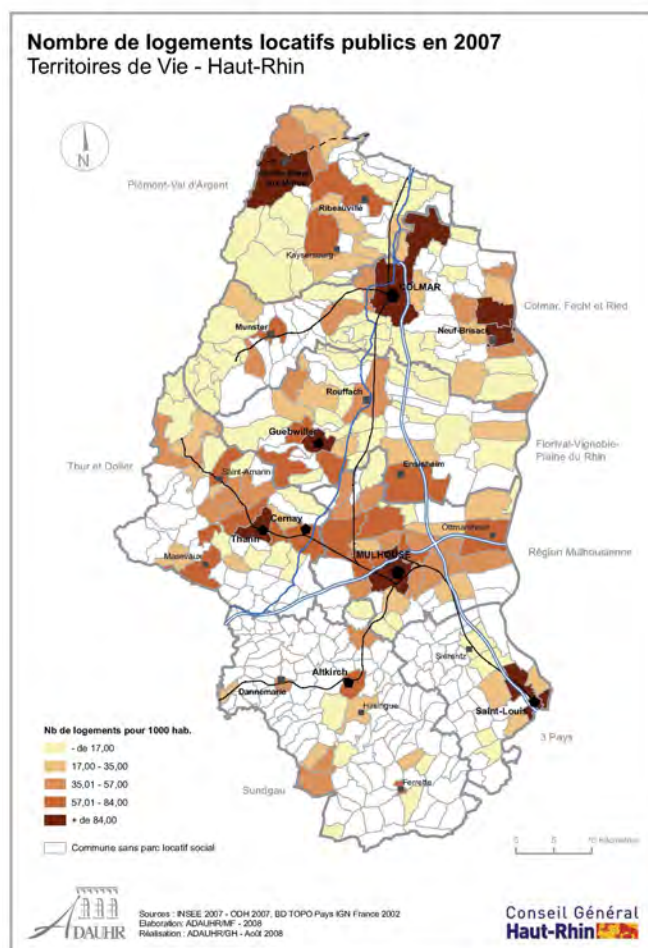 Nombre de logements locatifs publics en 2007
Territoires de Vie - Haut-Rhin
N
Piémont-Val d'Argent
Ribeauvillé
Kaysersberg
COLMAR
Colmar, Fecht et Ried
Munster
Neuf-Brisach
Rouffach
Guebwiller
Florival-Vignoble-
Plaine du Rhin
Thur et Doller
Saint-Amarin
Ensisheim
Cernay
Ottmarsheim
Thann
Masevaux
MULHOUSE
Région Mulhousienne
Sierentz
Altkirch
Dannemarie
Hirsingue
Saint-Louis
3 Pays
Ferrette
Sundgau
Nb de logements pour 1000 hab.
- de 17,00
17,00 - 35,00
35,01 - 57,00
57,01 - 84,00
+ de 84,00
Commune sans parc locatif social
0 5 10 Kilomètres
ADAUHR
Sources : INSEE 2007 - ODH 2007, BD TOPO Pays IGN France 2002
Elaboration: ADAUHR/MF - 2008
Réalisation : ADAUHR/GH - Août 2008
Conseil Général
Haut-Rhin